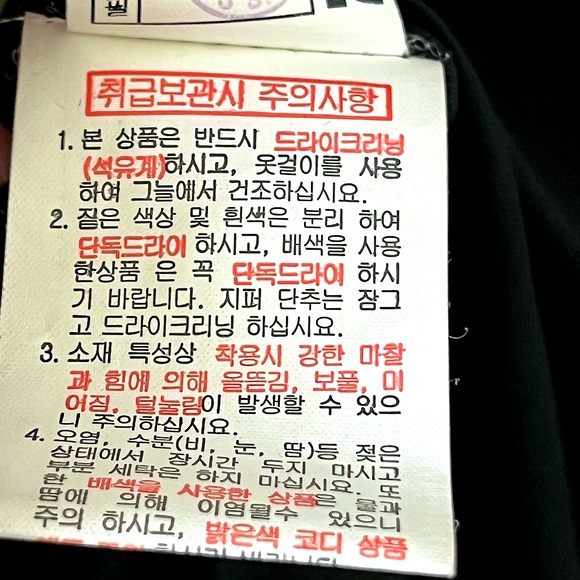 취급보관시 주의사항
1. 본 상품은 반드시 드라이크리닝
(석유계)하시고, 옷걸이를 사용
하여 그늘에서 건조하십시요.
2. 짙은 색상 및 흰색은 분리 하여
단독드라이 하시고, 배색을 사용
한상품 은 꼭 단독드라이 하시
기 바랍니다. 지퍼 단추는 잠그
고 드라이크리닝 하십시요.
3. 소재 특성상 착용시 강한 마찰
과 힘에 의해 올뜯김, 보풀, 미
어짐, 털눌림이 발생할 수 있으
니 주의하십시요.
4. 오염, 수분(비, 눈, 땀)등 젖은
상태에서 장시간 두지 마시고
부분 세탁은 하지 마십시요. 또
한 배색을 사용한 상품은 물과
땀에 의해 이염될수 있으니
주의 하시고, 밝은색 코디 상품